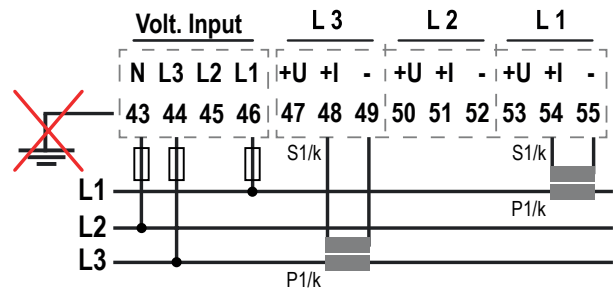 Volt. Input L 3 L 2 L 1
N L3 L2 L1 +U +I - +U +I - +U +I -
43 44 45 46 47 48 49 50 51 52 53 54 55
S1/k S1/k
L1
P1/k
L2
L3
P1/k